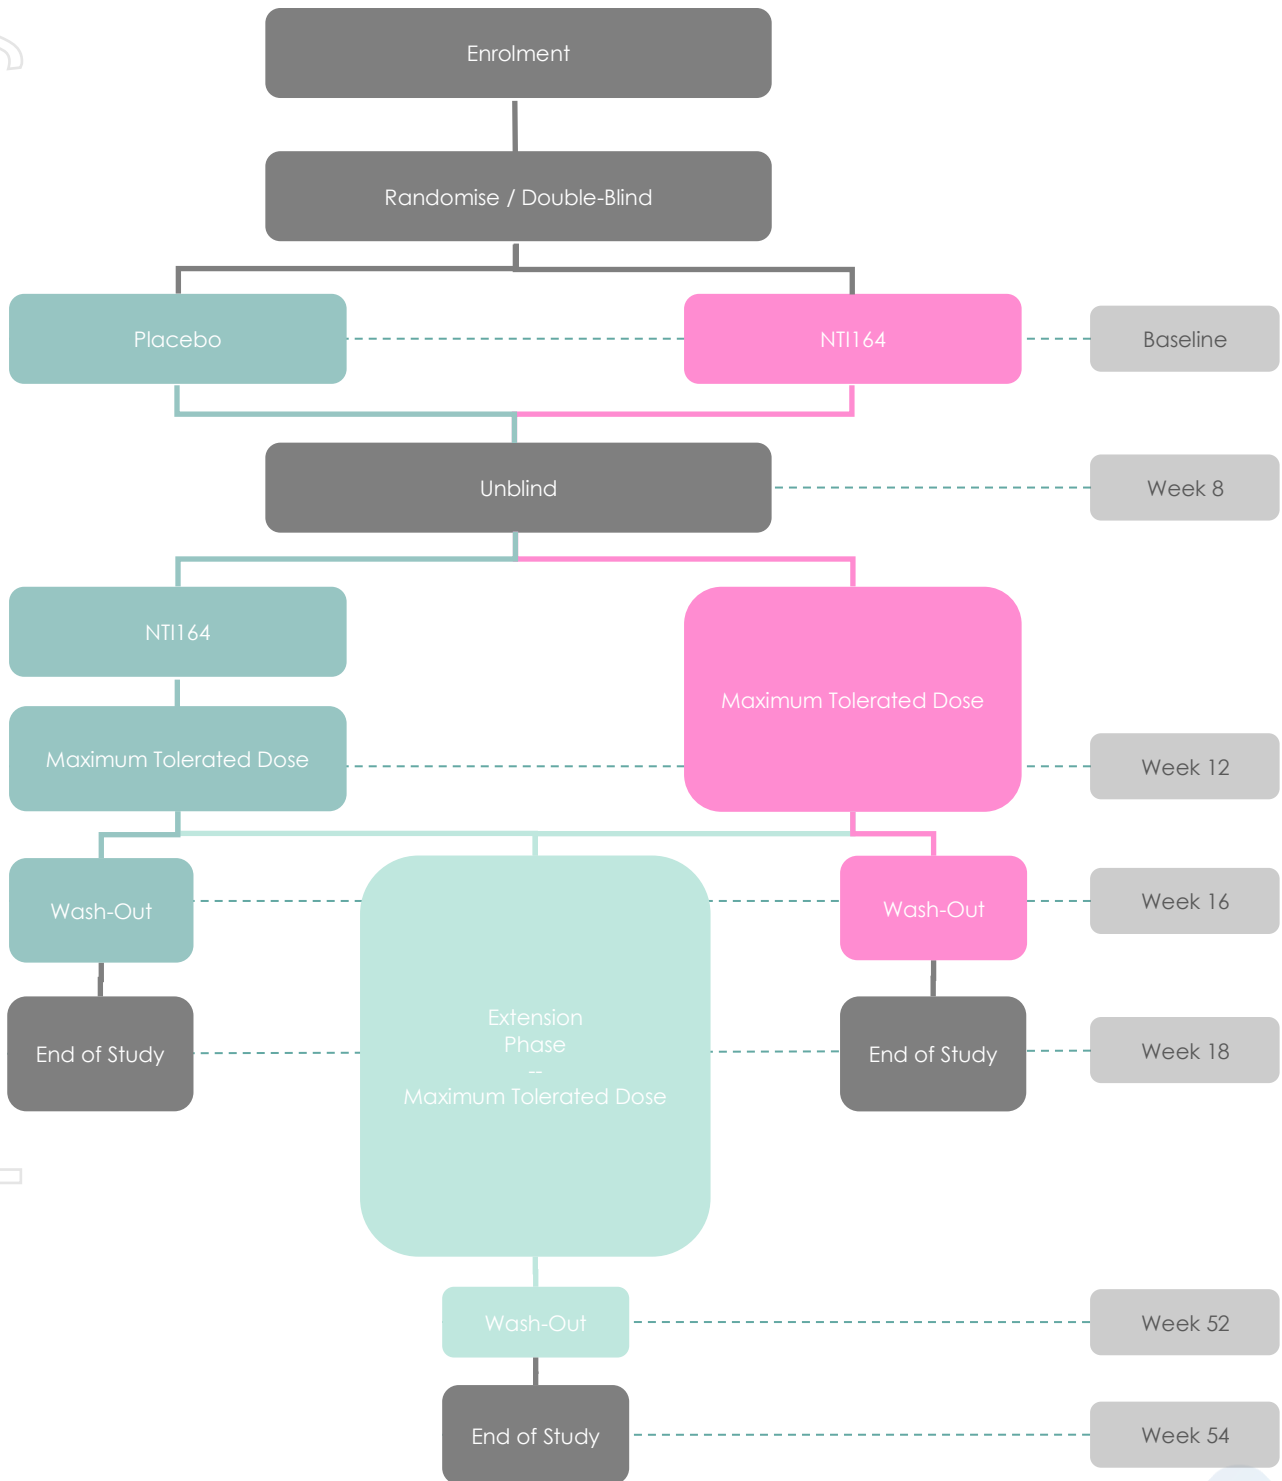 Enrolment
Randomise / Double-Blind
Placebo
NTI164
Baseline
Unblind
Week 8
NTI164
Maximum Tolerated Dose
Maximum Tolerated Dose
Week 12
Wash-Out
Wash-Out
Week 16
Extension
Phase
--
Maximum Tolerated Dose
End of Study
End of Study
Week 18
Wash-Out
Week 52
End of Study
Week 54